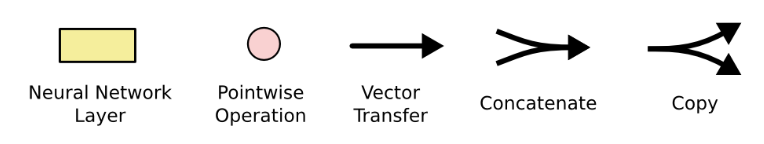 Neural Network
Layer
Pointwise
Operation
Vector
Transfer
Concatenate
Copy